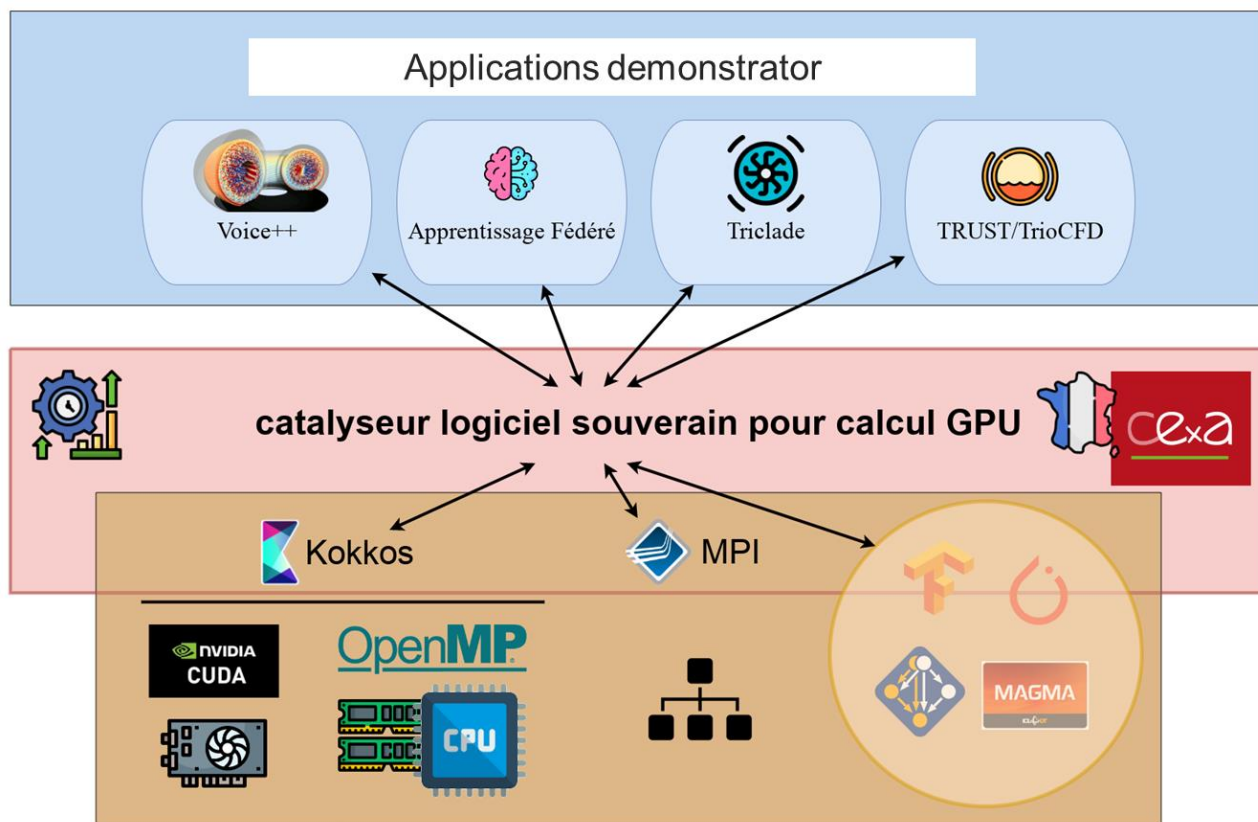 Applications demonstrator
Voice++
Apprentissage Fédéré
Triclade
TRUST/TrioCFD
catalyseur logiciel souverain pour calcul GPU
cexa
Kokkos
MPI
NVIDIA
CUDA
OpenMP
CPU
MAGMA